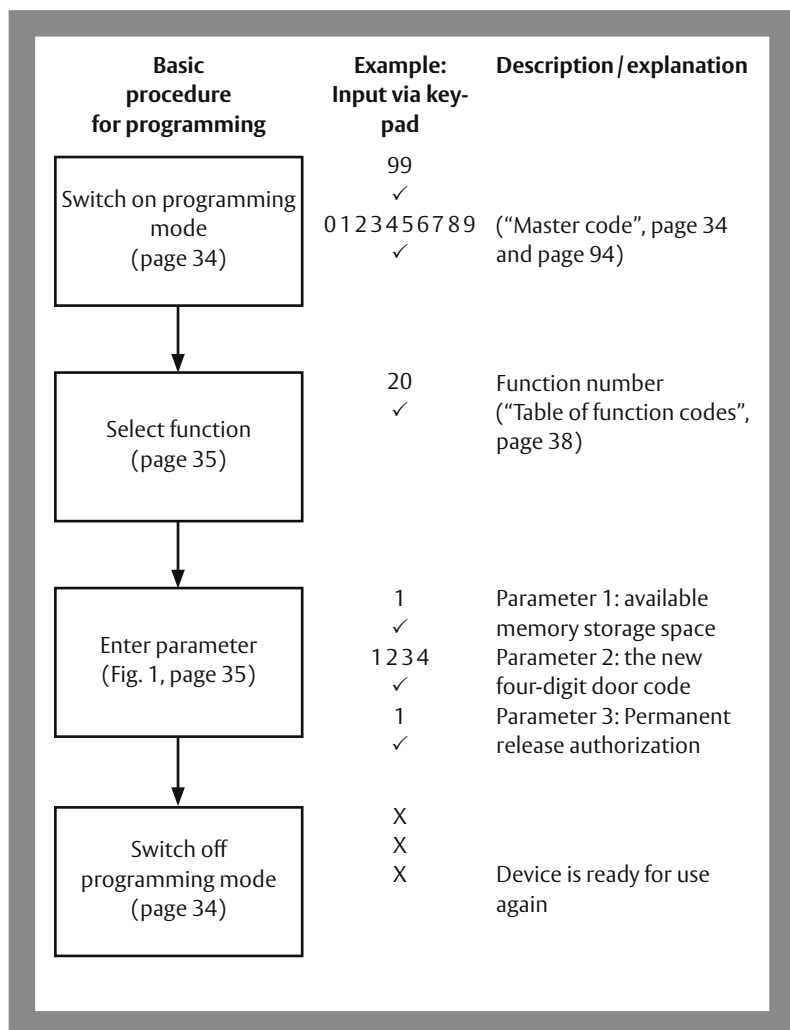 Basic
procedure
for programming
Example:
Input via key-
pad
Description / explanation
Switch on programming
mode
(page 34)
99
✓
0 1 2 3 4 5 6 7 8 9
✓
(“Master code”, page 34
and page 94)
Select function
(page 35)
20
✓
Function number
(“Table of function codes”,
page 38)
Enter parameter
(Fig. 1, page 35)
1
✓
1 2 3 4
✓
1
✓
Parameter 1: available
memory storage space
Parameter 2: the new
four-digit door code
Parameter 3: Permanent
release authorization
Switch off
programming mode
(page 34)
X
X
X
Device is ready for use
again